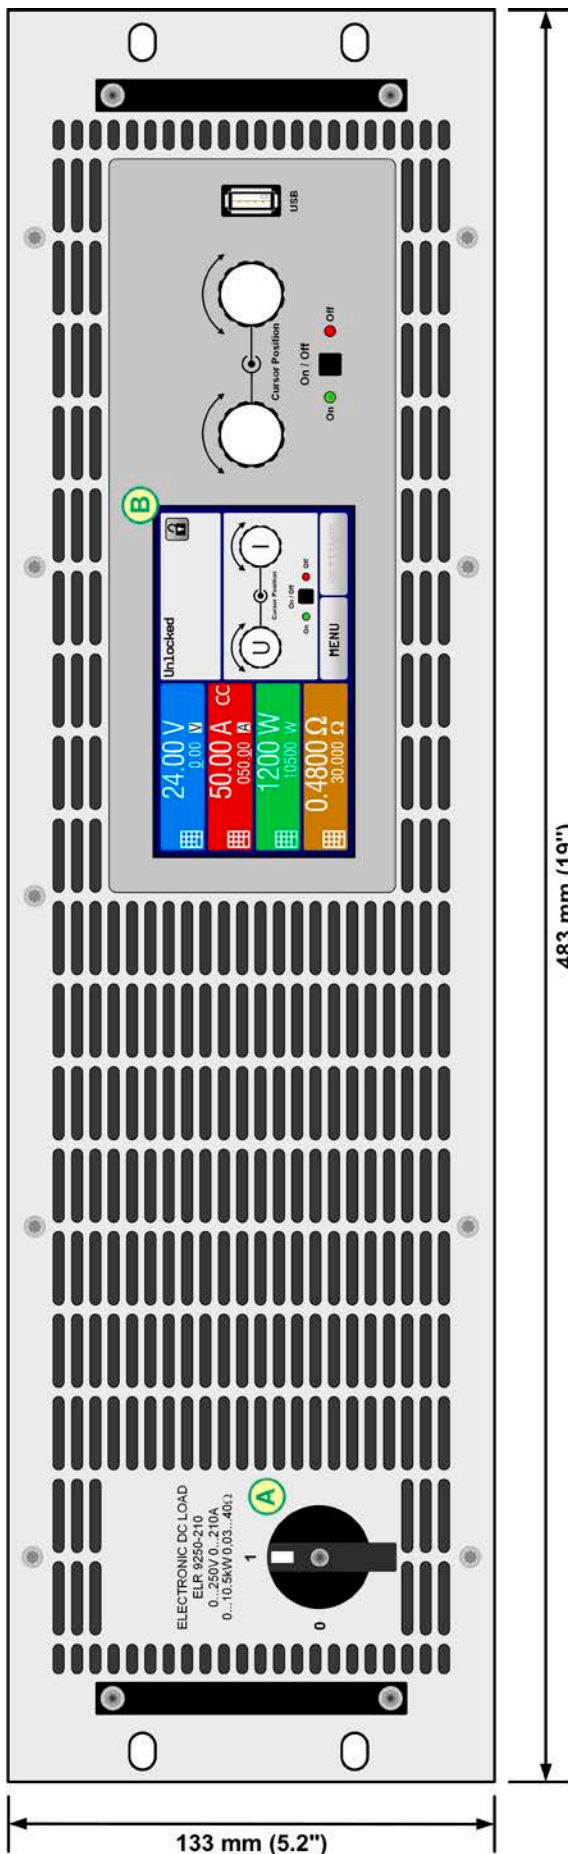 ELECTRONIC DC LOAD
ELR 9250-210
0...250V 0...210A
0...10.5kW 0,03...40Ω
1
0
A
B
24.00 V
0.00 V
50.00 A CC
050.00 A
1200 W
10500 W
0.4800 Ω
30.000 Ω
Unlocked
U
I
Cursor Position
On / Off
On
Off
MENU
Cursor Position
On / Off
On
Off
USB
483 mm (19")
133 mm (5.2")